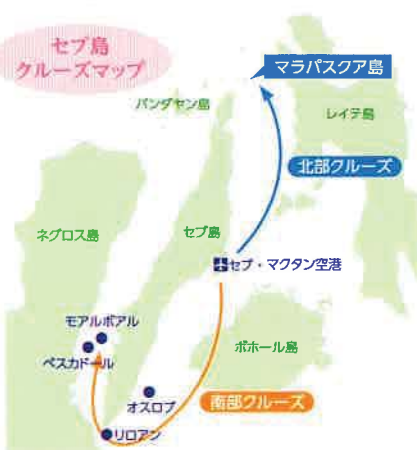 セブ島
クルーズマップ
マラパスクア島
バンダヤン島
レイテ島
北部クルーズ
ネグロス島
セブ島
セブ・マクタン空港
モアルボアル
ペスカドール
ボホール島
オスロブ
南部クルーズ
リロアン